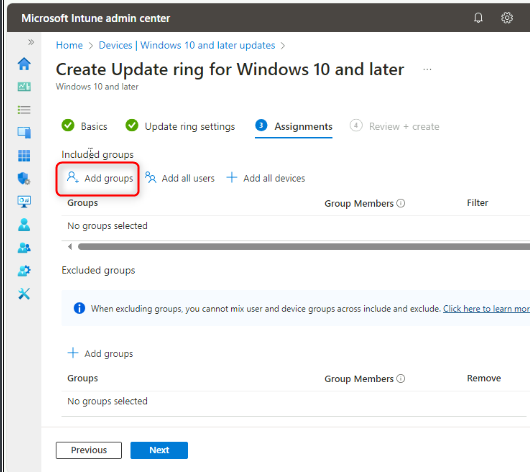 Microsoft Intune admin center
Home > Devices | Windows 10 and later updates >
Create Update ring for Windows 10 and later ...
Windows 10 and later
Basics Update ring settings 3 Assignments 4 Review + create
Included groups
Add groups Add all users Add all devices
Groups Group Members Filter
No groups selected
Excluded groups
When excluding groups, you cannot mix user and device groups across include and exclude. Click here to learn mor
Add groups
Groups Group Members Remove
No groups selected
Previous Next